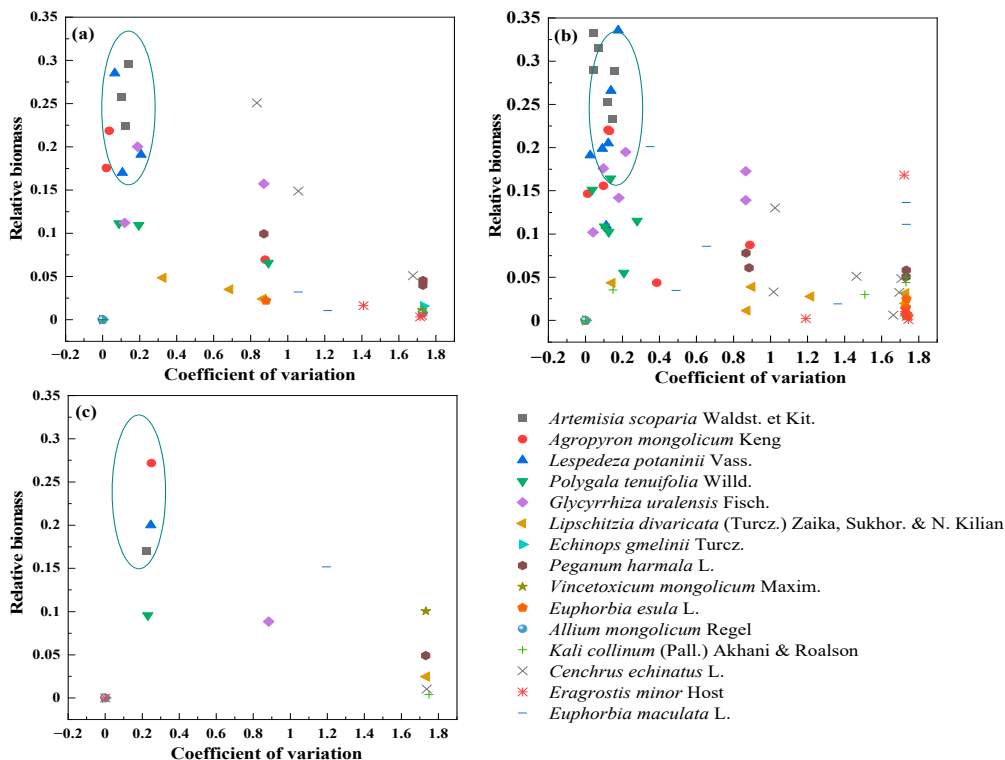 (a)
Relative biomass
0.35
0.3
0.25
0.2
0.15
0.1
0.05
0
−0.2 0 0.2 0.4 0.6 0.8 1 1.2 1.4 1.6 1.8
Coefficient of variation
(b)
Relative biomass
0.35
0.3
0.25
0.2
0.15
0.1
0.05
0
−0.2 0 0.2 0.4 0.6 0.8 1 1.2 1.4 1.6 1.8
Coefficient of variation
(c)
Relative biomass
0.35
0.3
0.25
0.2
0.15
0.1
0.05
0
−0.2 0 0.2 0.4 0.6 0.8 1 1.2 1.4 1.6 1.8
Coefficient of variation
Artemisia scoparia Waldst. et Kit.
Agropyron mongolicum Keng
Lespedeza potaninii Vass.
Polygala tenuifolia Willd.
Glycyrrhiza uralensis Fisch.
Lipschitzia divaricata (Turcz.) Zaika, Sukhor. & N. Kilian
Echinops gmelinii Turcz.
Peganum harmala L.
Vincetoxicum mongolicum Maxim.
Euphorbia esula L.
Allium mongolicum Regel
Kali collinum (Pall.) Akhani & Roalson
Cenchrus echinatus L.
Eragrostis minor Host
Euphorbia maculata L.